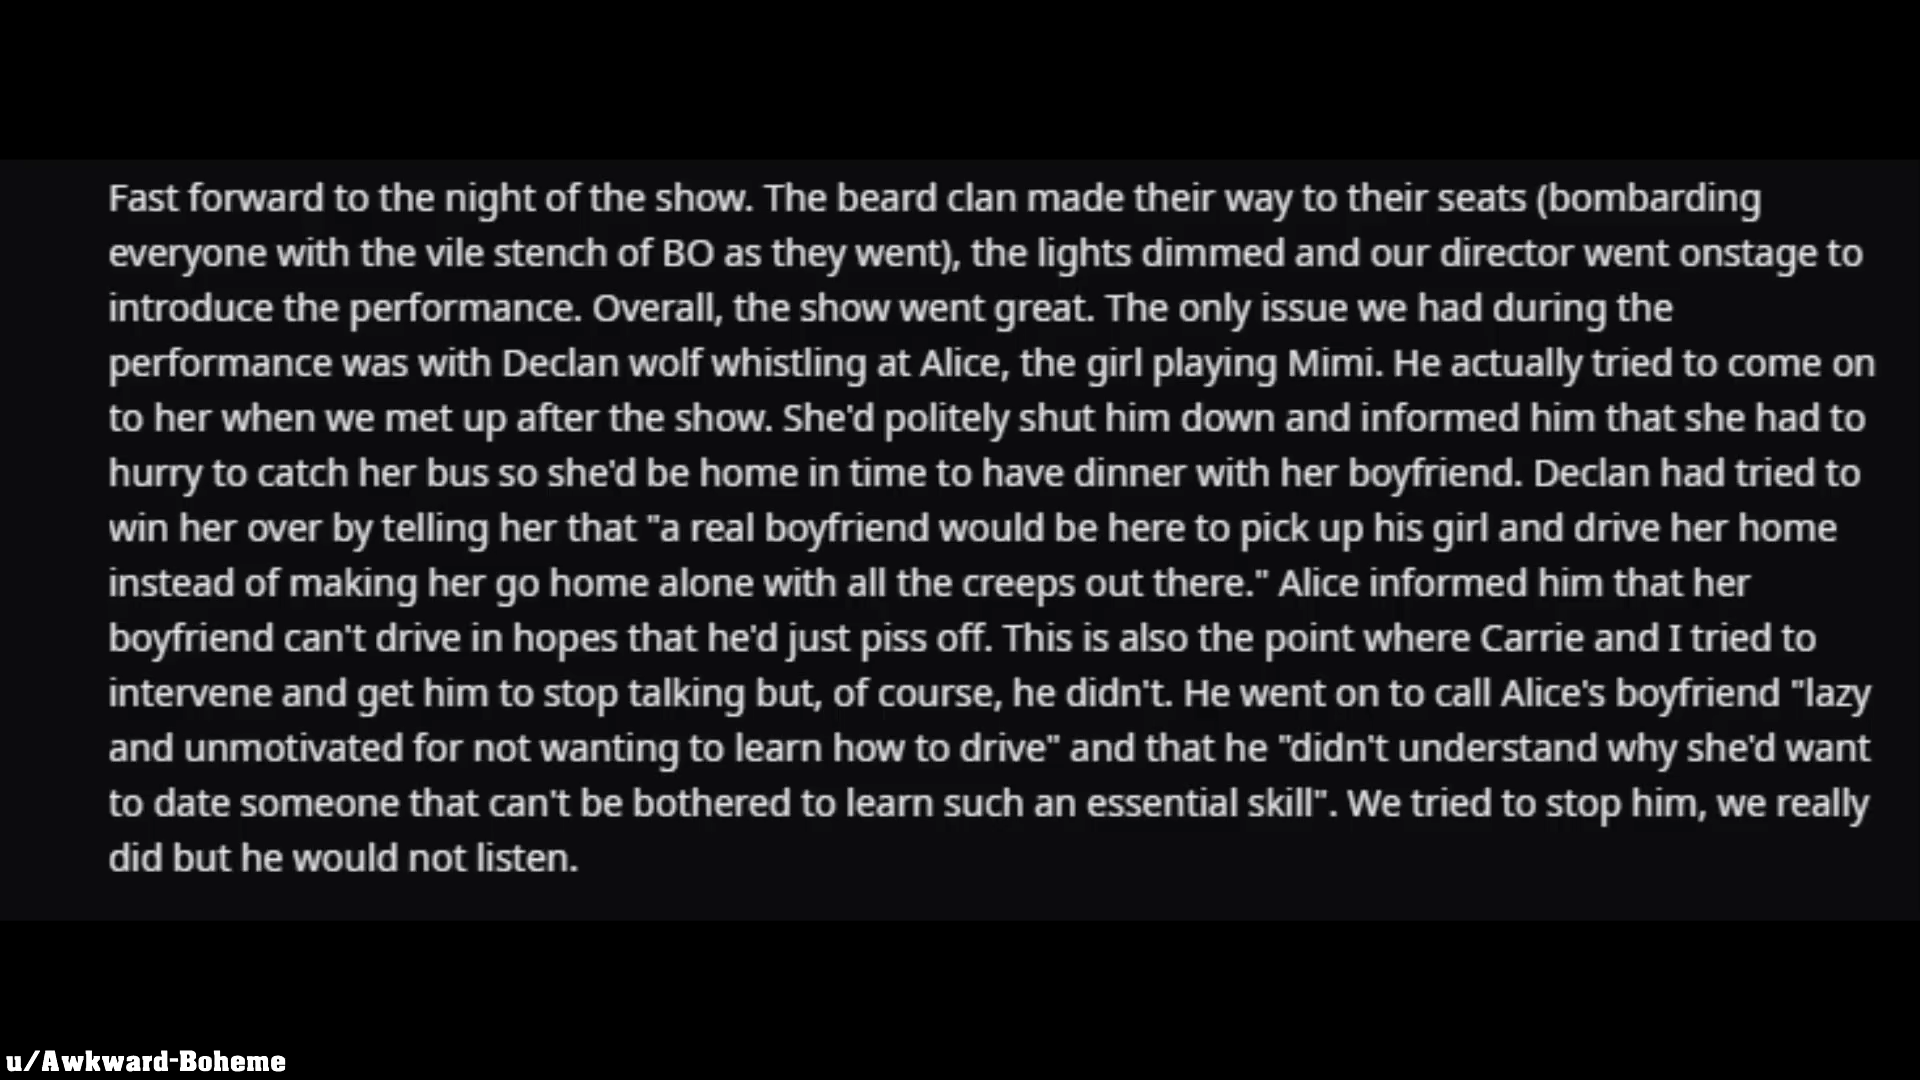 Fast forward to the night of the show. The beard clan made their way to their seats (bombarding
everyone with the vile stench of BO as they went), the lights dimmed and our director went onstage to
introduce the performance. Overall, the show went great. The only issue we had during the
performance was with Declan wolf whistling at Alice, the girl playing Mimi. He actually tried to come on
to her when we met up after the show. She'd politely shut him down and informed him that she had to
hurry to catch her bus so she'd be home in time to have dinner with her boyfriend. Declan had tried to
win her over by telling her that "a real boyfriend would be here to pick up his girl and drive her home
instead of making her go home alone with all the creeps out there." Alice informed him that her
boyfriend can't drive in hopes that he'd just piss off. This is also the point where Carrie and I tried to
intervene and get him to stop talking but, of course, he didn't. He went on to call Alice's boyfriend "lazy
and unmotivated for not wanting to learn how to drive" and that he "didn't understand why she'd want
to date someone that can't be bothered to learn such an essential skill". We tried to stop him, we really
did but he would not listen.
u/Awkward-Boheme